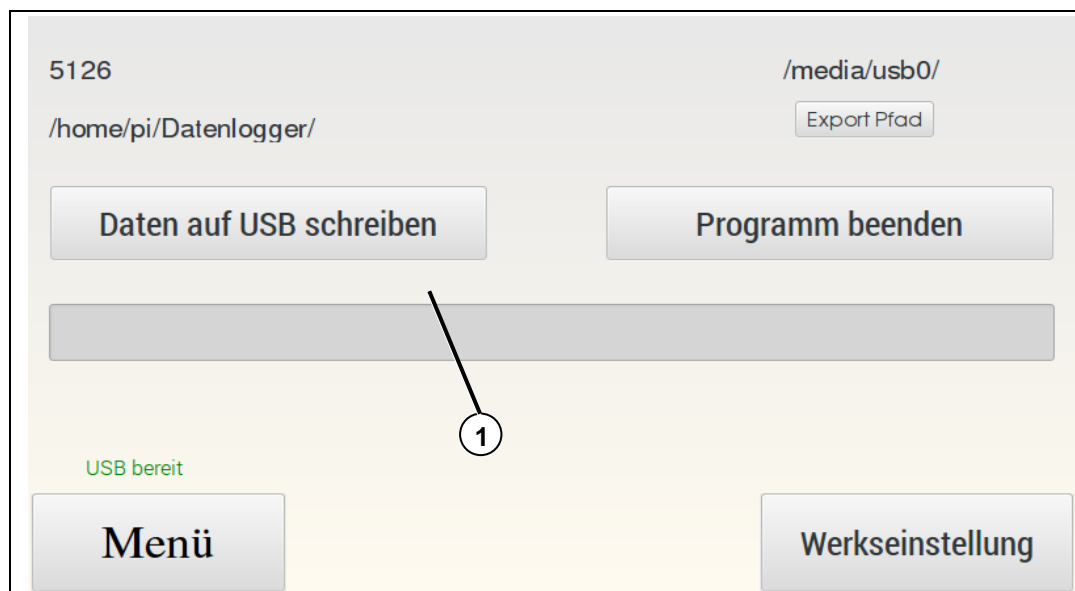 5126
/media/usb0/
/home/pi/Datenlogger/
Export Pfad
Daten auf USB schreiben
Programm beenden
1
USB bereit
Menü
Werkseinstellung